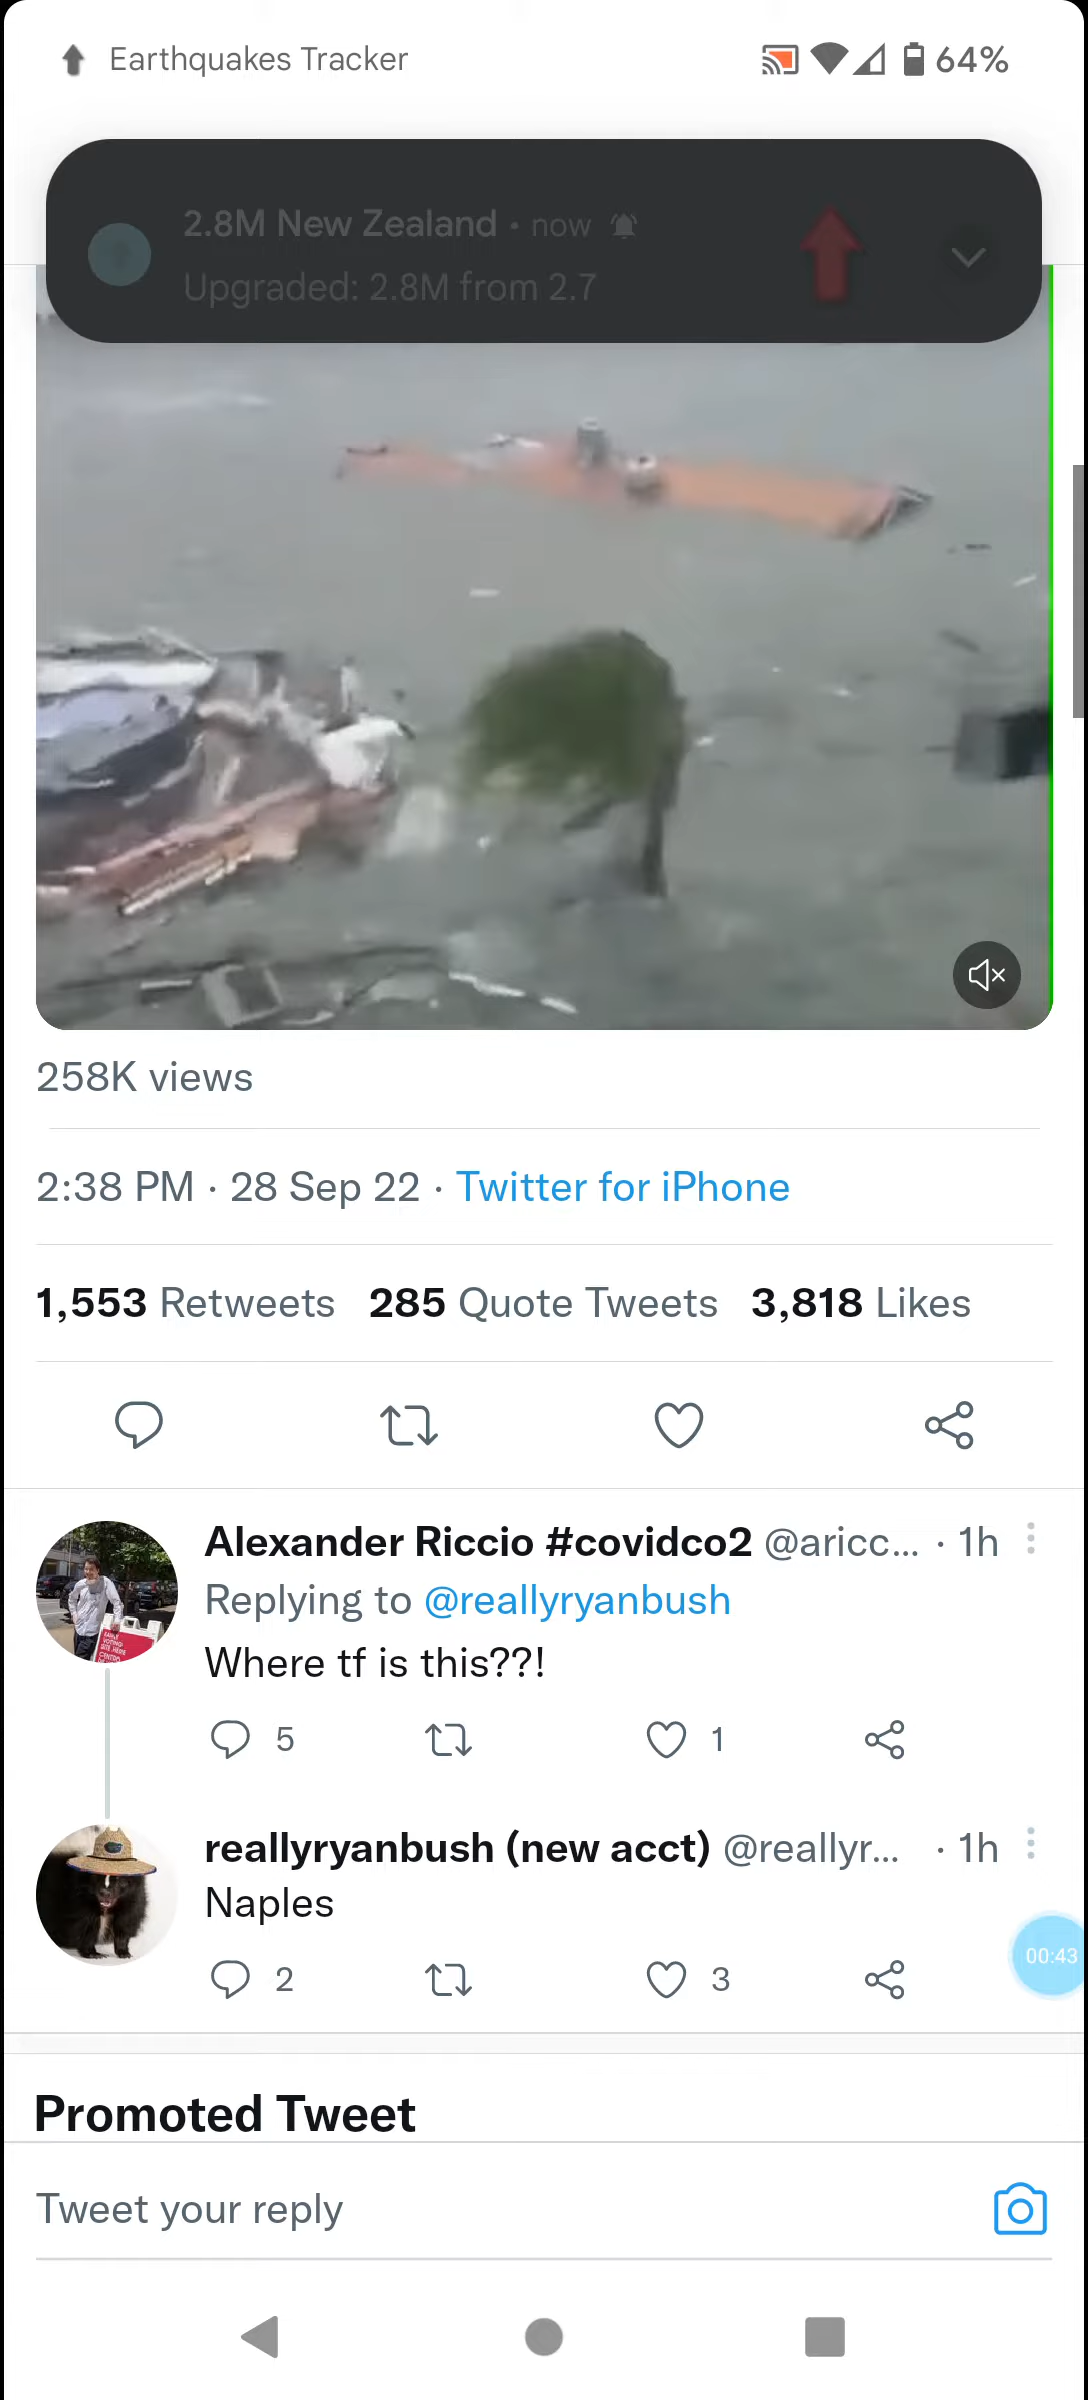 Earthquakes Tracker
64%
2.8M New Zealand • now
Upgraded: 2.8M from 2.7
258K views
2:38 PM · 28 Sep 22 · Twitter for iPhone
1,553 Retweets 285 Quote Tweets 3,818 Likes
Alexander Riccio #covidco2 @aricc... · 1h
Replying to @reallyryanbush
Where tf is this??!
5 1
reallyryanbush (new acct) @reallyr... · 1h
Naples
00:43
2 3
Promoted Tweet
Tweet your reply